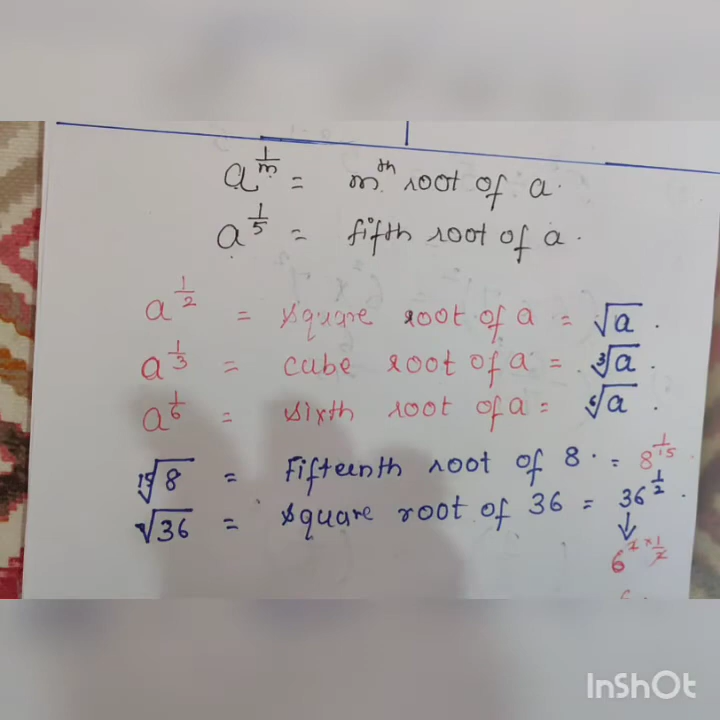 a^(1/m) = mᵗʰ root of a.
a^(1/5) = fifth root of a.
a^(1/2) = square root of a = √a.
a^(1/3) = cube root of a = ∛a.
a^(1/6) = sixth root of a = ⁶√a.
¹⁵√8 = Fifteenth root of 8. = 8^(1/15)
√36 = square root of 36 = 36^(1/2).
↓
6^(2×1/2)
InShOt